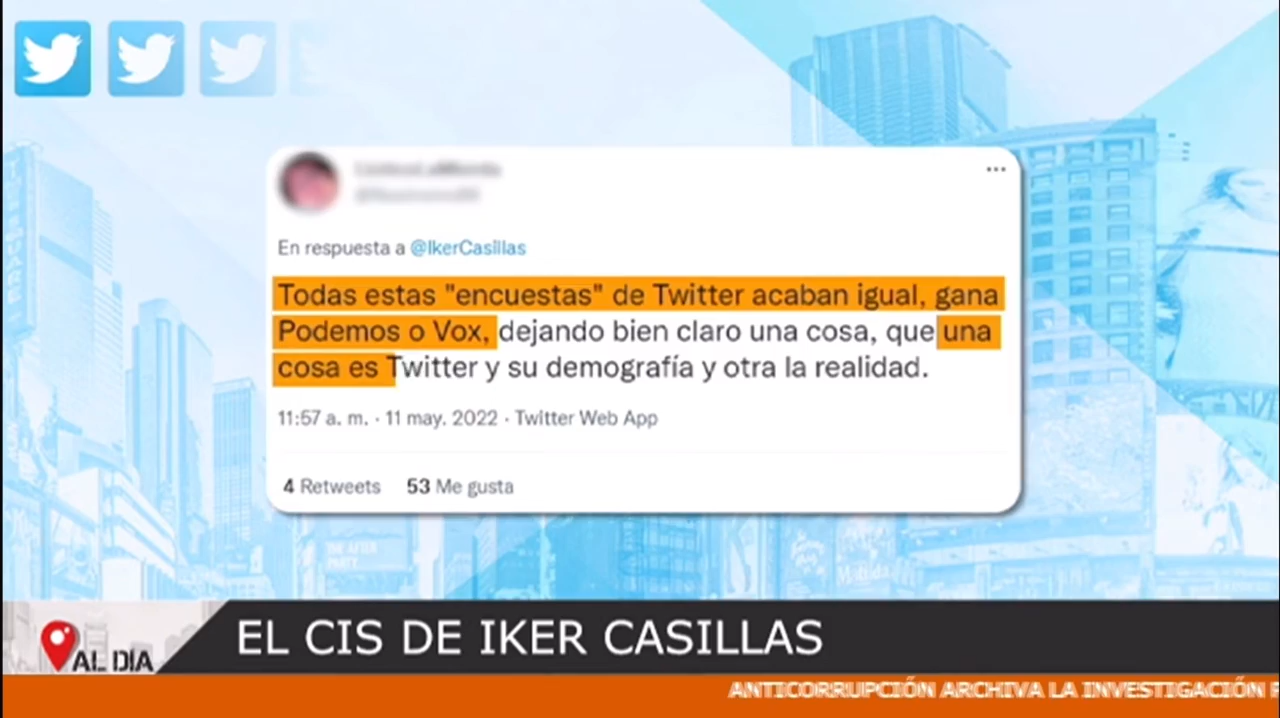 En respuesta a @IkerCasillas
Todas estas "encuestas" de Twitter acaban igual, gana
Podemos o Vox, dejando bien claro una cosa, que una
cosa es Twitter y su demografía y otra la realidad.
11:57 a. m. · 11 may. 2022 · Twitter Web App
4 Retweets 53 Me gusta
AL DÍA
EL CIS DE IKER CASILLAS
ANTICORRUPCIÓN ARCHIVA LA INVESTIGACIÓN